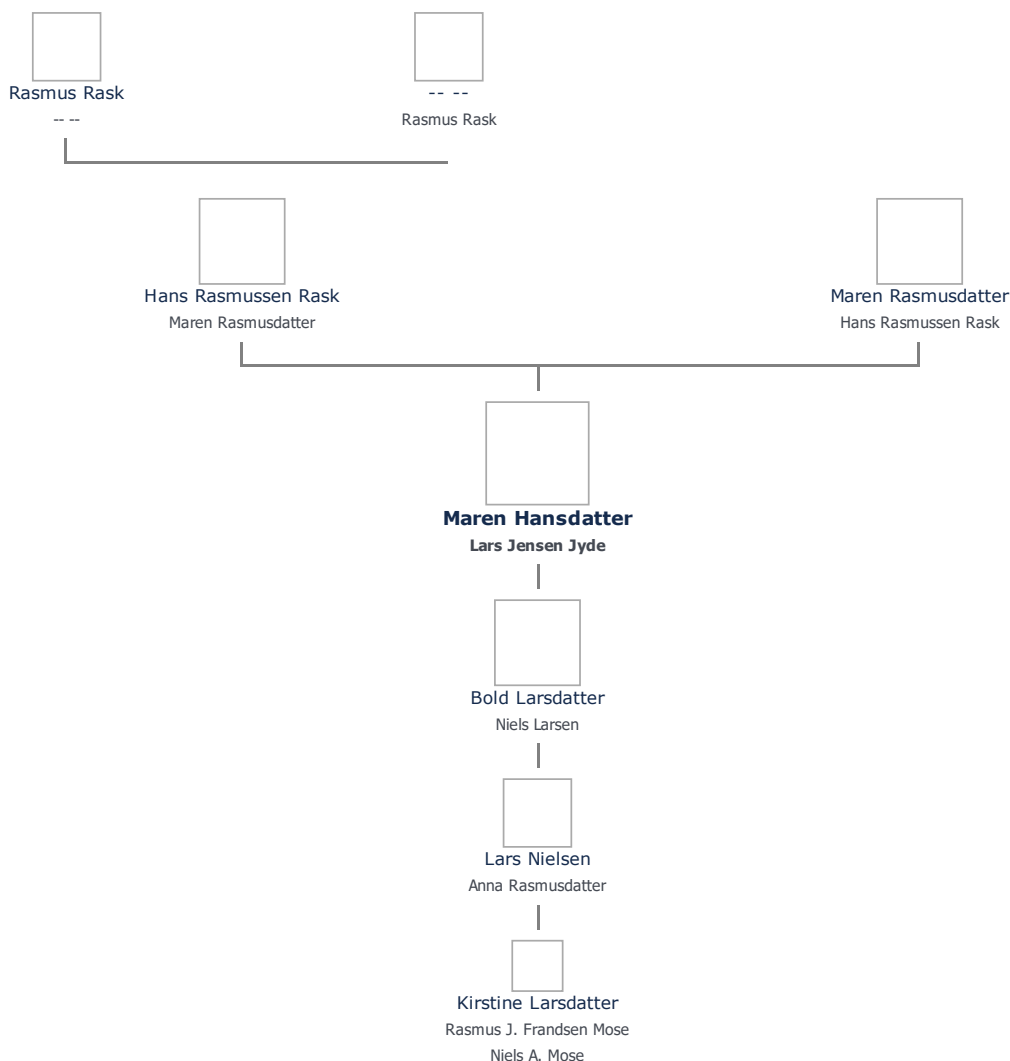 Rasmus Rask
-- --
-- --
Rasmus Rask
Hans Rasmussen Rask
Maren Rasmusdatter
Maren Rasmusdatter
Hans Rasmussen Rask
Maren Hansdatter
Lars Jensen Jyde
Bold Larsdatter
Niels Larsen
Lars Nielsen
Anna Rasmusdatter
Kirstine Larsdatter
Rasmus J. Frandsen Mose
Niels A. Mose